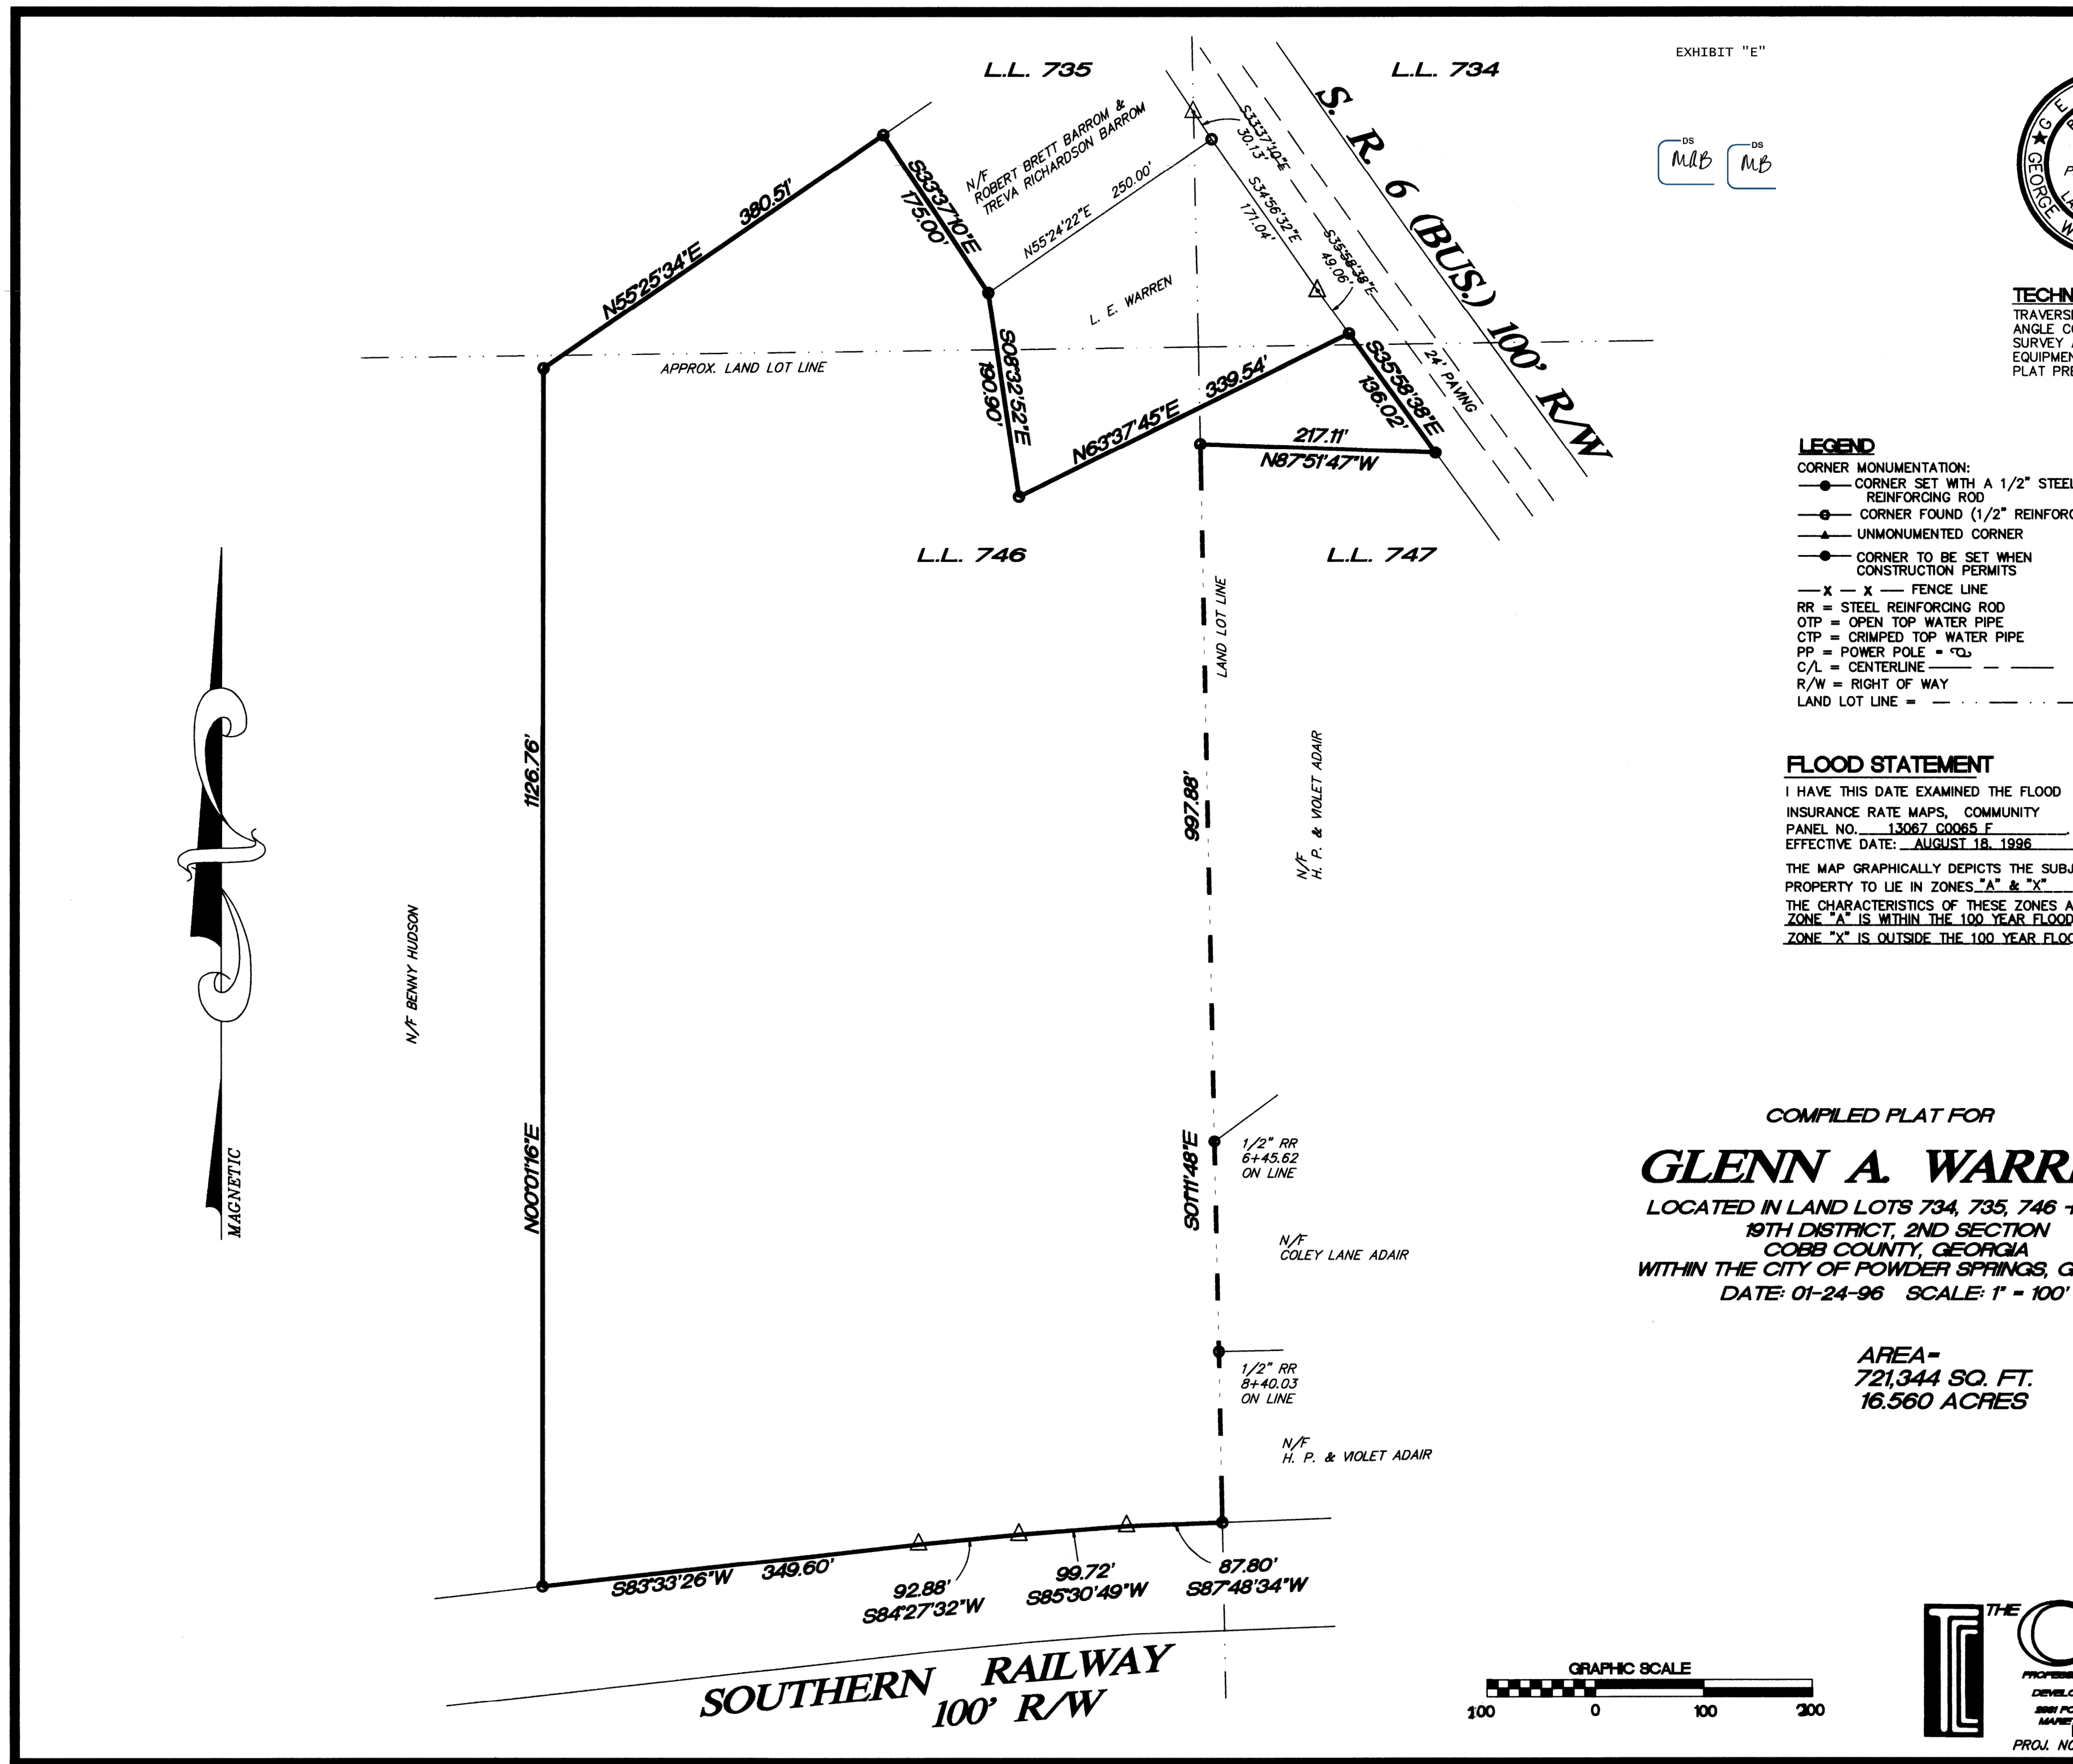 EXHIBIT "E"
DS
DS
MB
L.L. 735
L.L. 734
S. R. 6 (BUS.) 100' R/W
N/F
ROBERT BRETT BARROM &
TREVA RICHARDSON BARROM
S33°37'10"E
30.13'
N55°25'34"E 380.51'
S33°37'10"E
175.00'
N55°24'22"E 250.00'
S34°56'32"E
171.04'
S35°58'38"E
49.06'
L. E. WARREN
APPROX. LAND LOT LINE
S08°32'52"E
190.90'
N63°37'45"E 339.54'
S35°58'38"E
136.02'
24' PAVING
217.11'
N87°51'47"W
L.L. 746
L.L. 747
LAND LOT LINE
1126.76'
N00°01'16"E
997.88'
S01°11'48"E
N/F
H. P. & VIOLET ADAIR
N/F BENNY HUDSON
MAGNETIC
1/2" RR
6+45.62
ON LINE
N/F
COLEY LANE ADAIR
1/2" RR
8+40.03
ON LINE
N/F
H. P. & VIOLET ADAIR
S83°33'26"W 349.60'
92.88'
S84°27'32"W
99.72'
S85°30'49"W
87.80'
S87°48'34"W
SOUTHERN RAILWAY
100' R/W
GEORGE W
TECHN
TRAVERSE
ANGLE CO
SURVEY
EQUIPMEN
PLAT PRE
LEGEND
CORNER MONUMENTATION:
CORNER SET WITH A 1/2" STEEL
REINFORCING ROD
CORNER FOUND (1/2" REINFORC
UNMONUMENTED CORNER
CORNER TO BE SET WHEN
CONSTRUCTION PERMITS
X — X — FENCE LINE
RR = STEEL REINFORCING ROD
OTP = OPEN TOP WATER PIPE
CTP = CRIMPED TOP WATER PIPE
PP = POWER POLE =
C/L = CENTERLINE
R/W = RIGHT OF WAY
LAND LOT LINE =
FLOOD STATEMENT
I HAVE THIS DATE EXAMINED THE FLOOD
INSURANCE RATE MAPS, COMMUNITY
PANEL NO. 13067 C0065 F .
EFFECTIVE DATE: AUGUST 18, 1996
THE MAP GRAPHICALLY DEPICTS THE SUBJ
PROPERTY TO LIE IN ZONES "A" & "X"
THE CHARACTERISTICS OF THESE ZONES A
ZONE "A" IS WITHIN THE 100 YEAR FLOOD
ZONE "X" IS OUTSIDE THE 100 YEAR FLOO
COMPILED PLAT FOR
GLENN A. WARR
LOCATED IN LAND LOTS 734, 735, 746
19TH DISTRICT, 2ND SECTION
COBB COUNTY, GEORGIA
WITHIN THE CITY OF POWDER SPRINGS, G
DATE: 01-24-96 SCALE: 1" = 100'
AREA=
721,344 SQ. FT.
16.560 ACRES
GRAPHIC SCALE
100 0 100 200
THE
PROFESS
DEVELO
MARIE
PROJ. NO